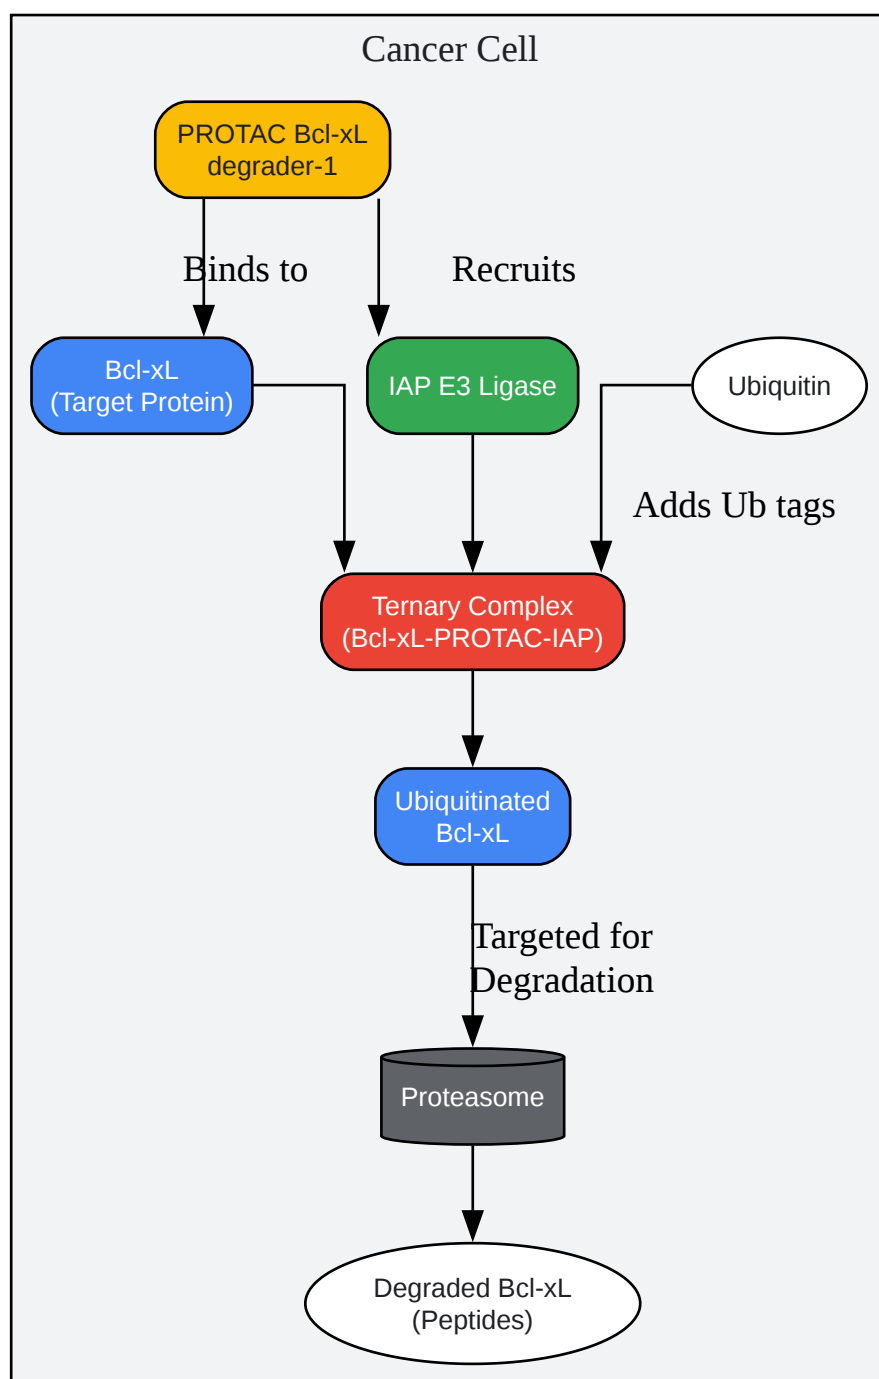 Cancer Cell
PROTAC Bcl-xL
degrader-1
Binds to
Recruits
Bcl-xL
(Target Protein)
IAP E3 Ligase
Ubiquitin
Adds Ub tags
Ternary Complex
(Bcl-xL-PROTAC-IAP)
Ubiquitinated
Bcl-xL
Targeted for
Degradation
Proteasome
Degraded Bcl-xL
(Peptides)